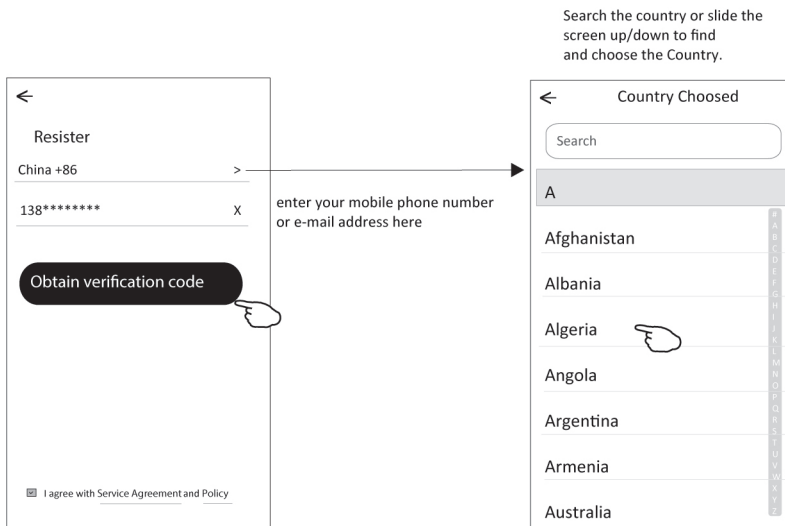 Search the country or slide the
screen up/down to find
and choose the Country.
Resister
China +86 >
138******** X
Obtain verification code
I agree with Service Agreement and Policy
enter your mobile phone number
or e-mail address here
Country Choosed
Search
A
Afghanistan
Albania
Algeria
Angola
Argentina
Armenia
Australia
#
A
B
C
D
E
F
G
H
I
J
K
L
M
N
O
P
Q
R
S
T
U
V
W
X
Y
Z